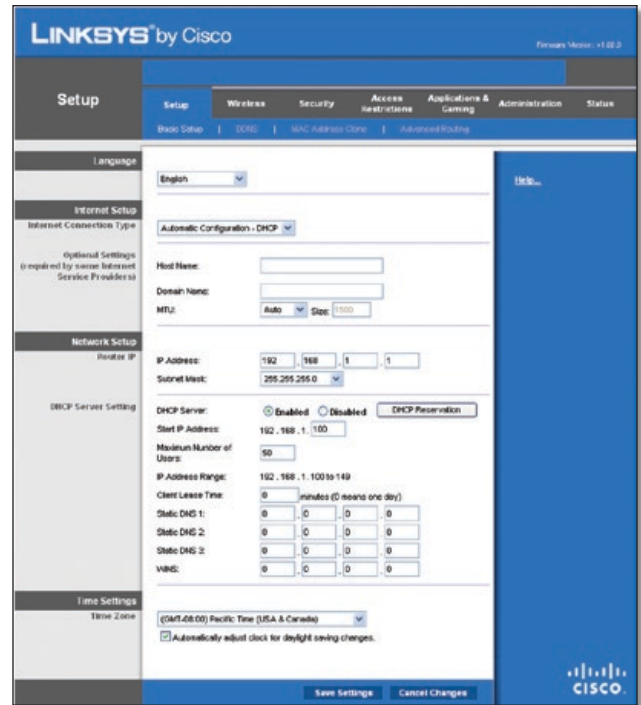 LINKSYS® by Cisco
Firmware Version: v1.00.0
Setup
Setup Wireless Security Access Restrictions Applications & Gaming Administration Status
Basic Setup | DDNS | MAC Address Clone | Advanced Routing
Language
English
Help...
Internet Setup
Internet Connection Type
Automatic Configuration - DHCP
Optional Settings
(required by some Internet
Service Providers)
Host Name:
Domain Name:
MTU: Auto Size: 1500
Network Setup
Router IP
IP Address: 192 . 168 . 1 . 1
Subnet Mask: 255.255.255.0
DHCP Server Setting
DHCP Server: Enabled Disabled DHCP Reservation
Start IP Address: 192 . 168 . 1. 100
Maximum Number of
Users: 50
IP Address Range: 192 . 168 . 1 . 100 to 149
Client Lease Time: 0 minutes (0 means one day)
Static DNS 1: 0 . 0 . 0 . 0
Static DNS 2: 0 . 0 . 0 . 0
Static DNS 3: 0 . 0 . 0 . 0
WINS: 0 . 0 . 0 . 0
Time Settings
Time Zone
(GMT-08:00) Pacific Time (USA & Canada)
Automatically adjust clock for daylight saving changes.
Save Settings Cancel Changes
CISCO.